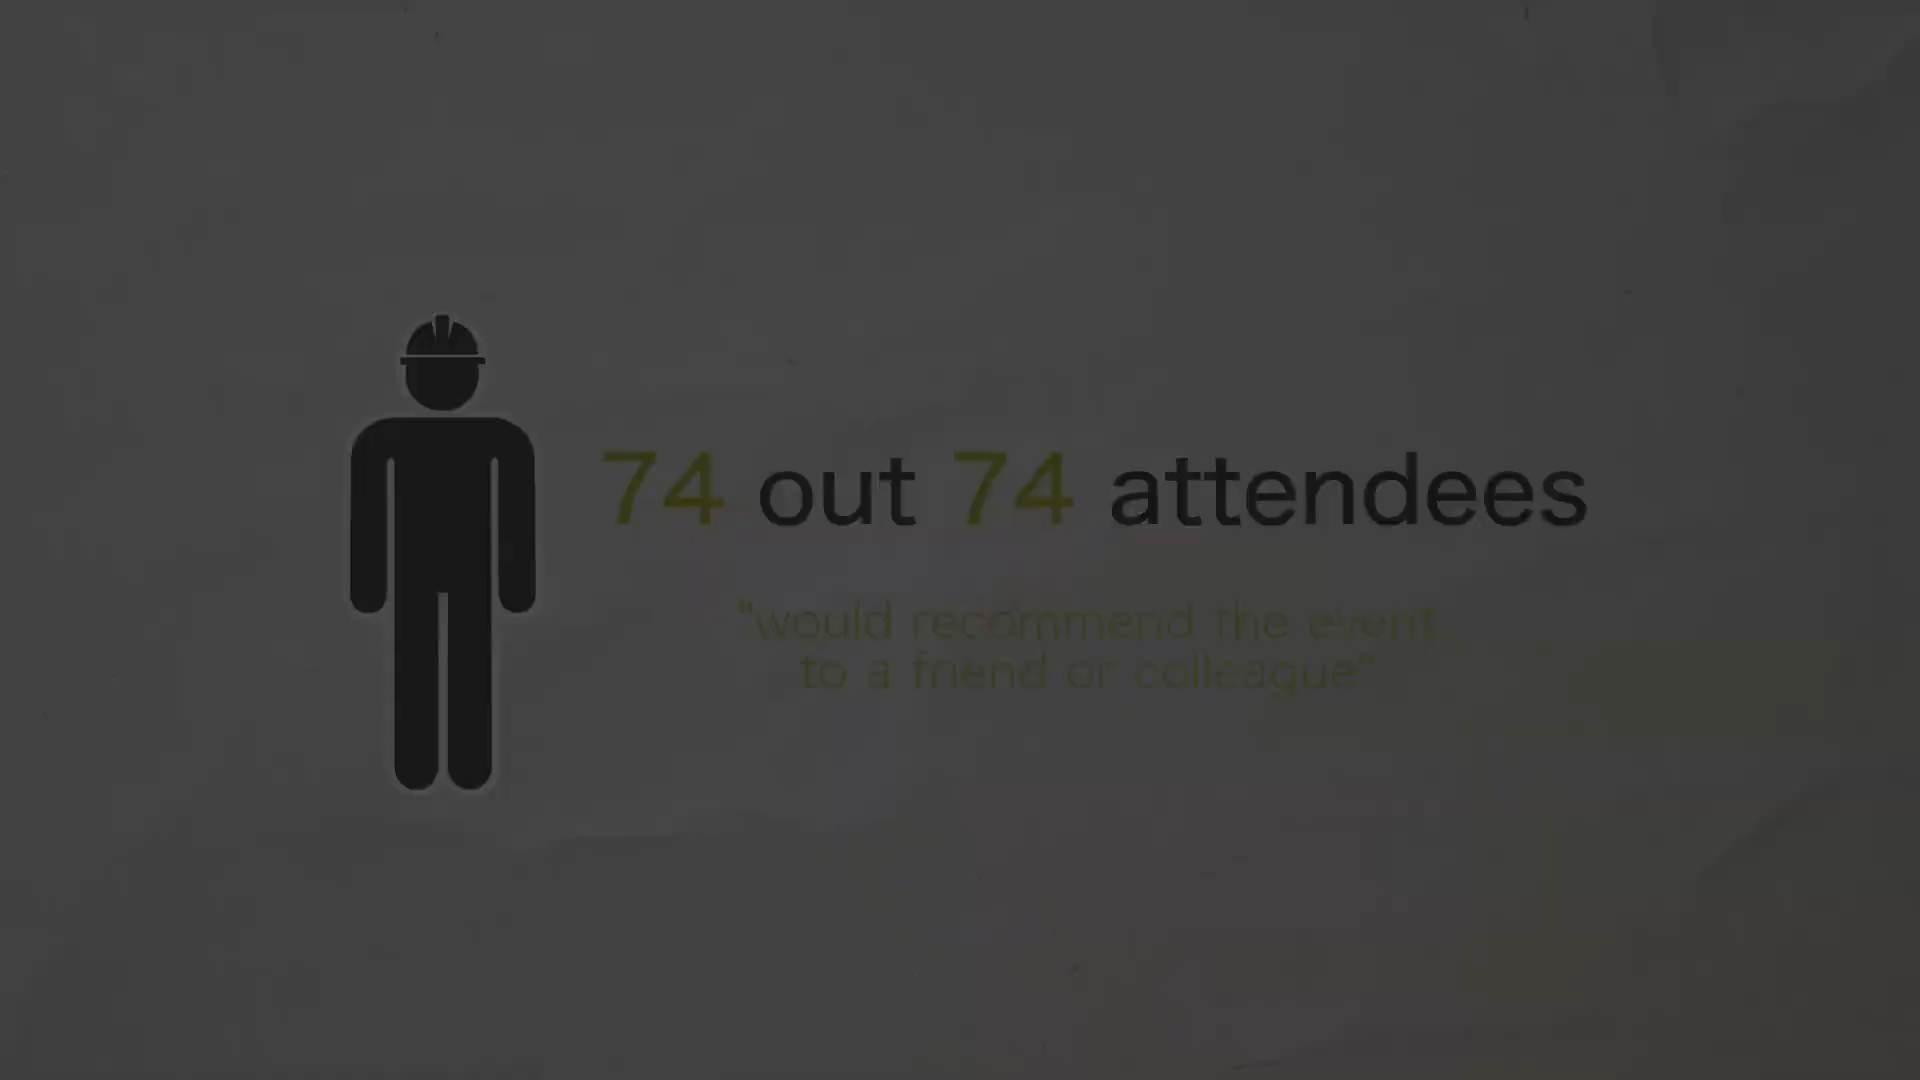 74 out 74 attendees
"would recommend the event
to a friend or colleague"